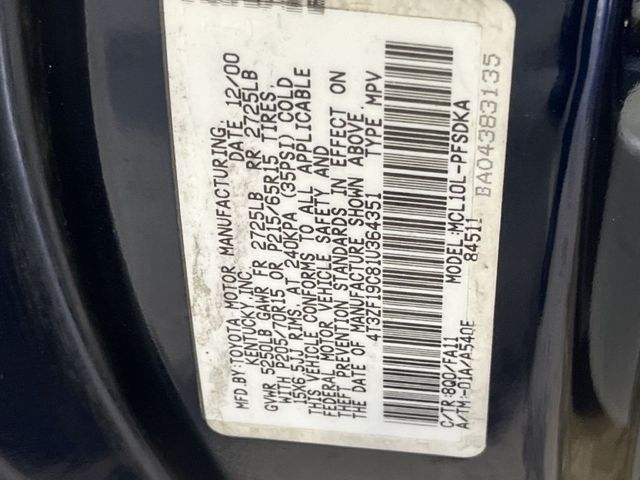 MFD.BY:TOYOTA MOTOR MANUFACTURING,
KENTUCKY,INC. DATE 12/00
GVWR 5250LB GAWR FR 2725LB RR 2725LB
WITH P205/70R15 OR P215/65R15 TIRES,
15X6.5JJ RIMS, AT 240KPA (35PSI) COLD
THIS VEHICLE CONFORMS TO ALL APPLICABLE
FEDERAL MOTOR VEHICLE SAFETY AND
THEFT PREVENTION STANDARDS IN EFFECT ON
THE DATE OF MANUFACTURE SHOWN ABOVE.
4T3ZF19C81U364351 TYPE MPV
C/TR:8Q0/FA11 MODEL:MCL10L-PFSDKA
A/TM:-01A/A540E 84511
BA04383135